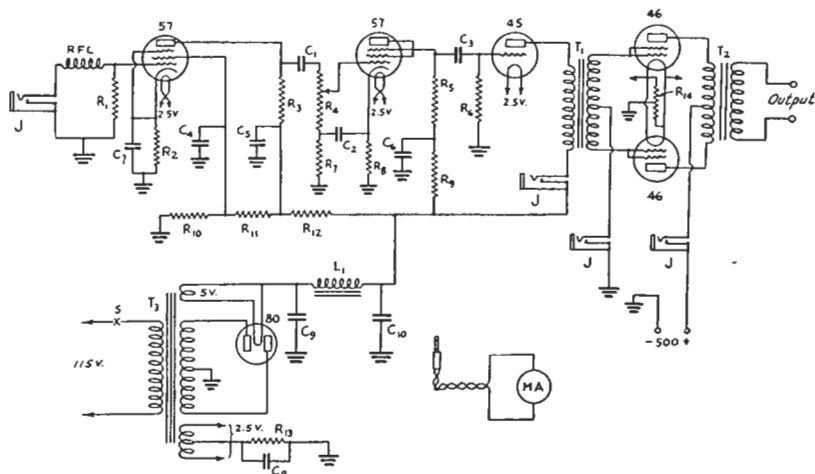 57
57
45
46
RFC
J
R1
2.5V.
C7
R2
C4
C5
R3
C1
R4
C2
R7
2.5V.
R8
C6
R5
R9
C3
R6
2.5V.
T1
J
R14
46
T2
Output
J
J
-500+
R10
R11
R12
L1
5V.
T3
S
115V.
80
C9
C10
2.5V.
R13
MA